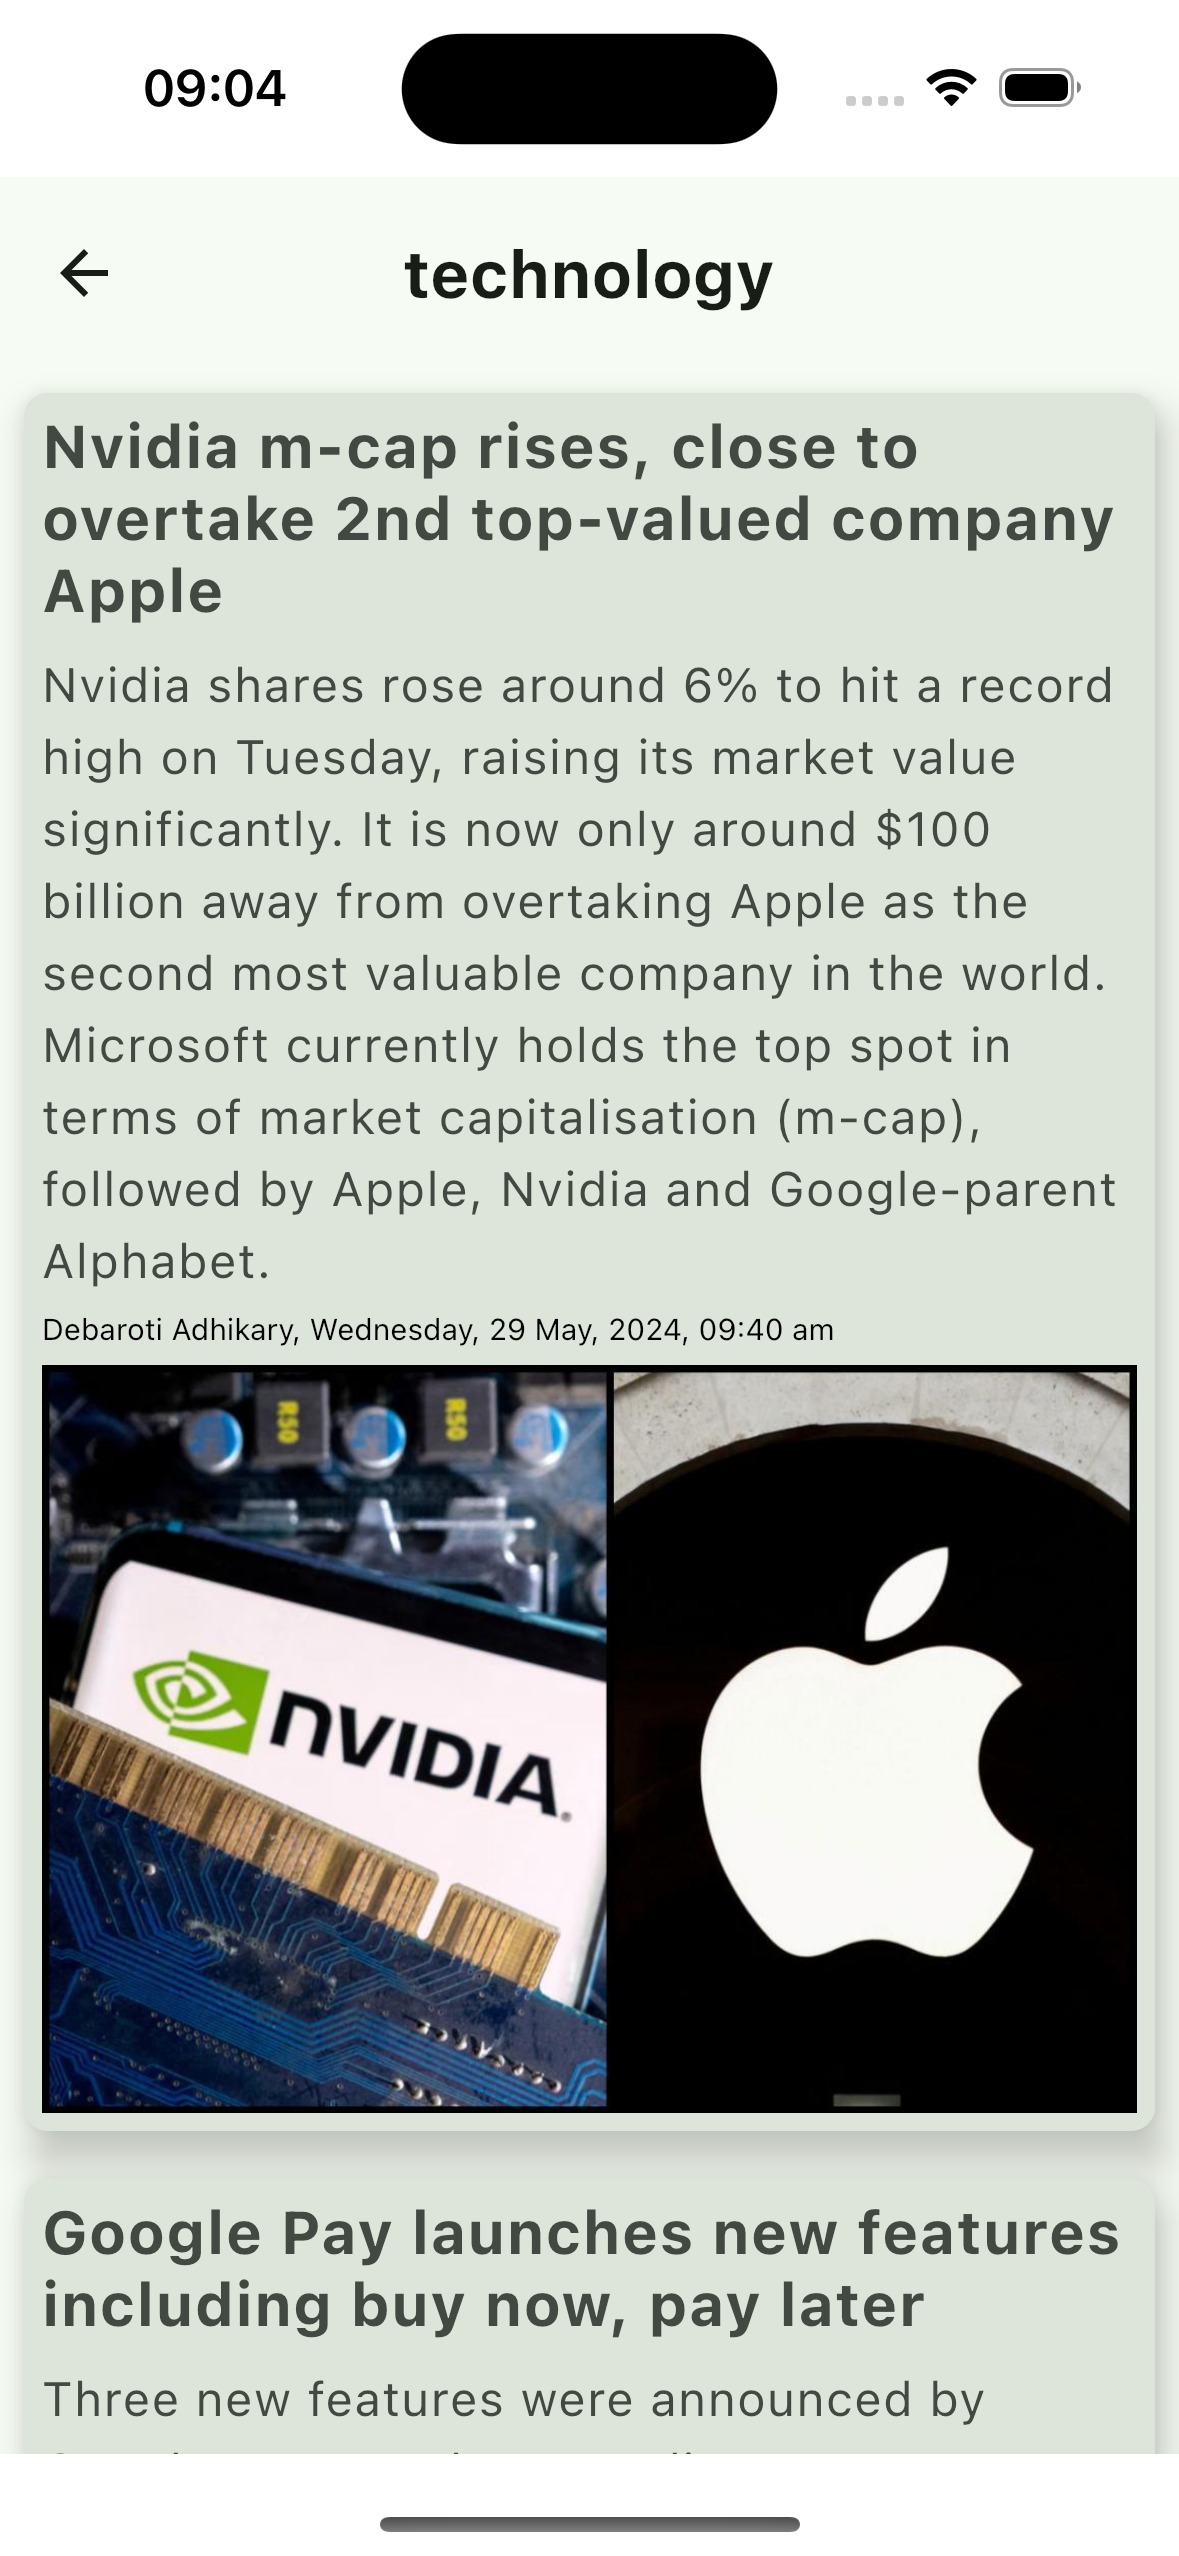 09:04
technology
Nvidia m-cap rises, close to
overtake 2nd top-valued company
Apple
Nvidia shares rose around 6% to hit a record
high on Tuesday, raising its market value
significantly. It is now only around $100
billion away from overtaking Apple as the
second most valuable company in the world.
Microsoft currently holds the top spot in
terms of market capitalisation (m-cap),
followed by Apple, Nvidia and Google-parent
Alphabet.
Debaroti Adhikary, Wednesday, 29 May, 2024, 09:40 am
R50
R50
NVIDIA.
Google Pay launches new features
including buy now, pay later
Three new features were announced by